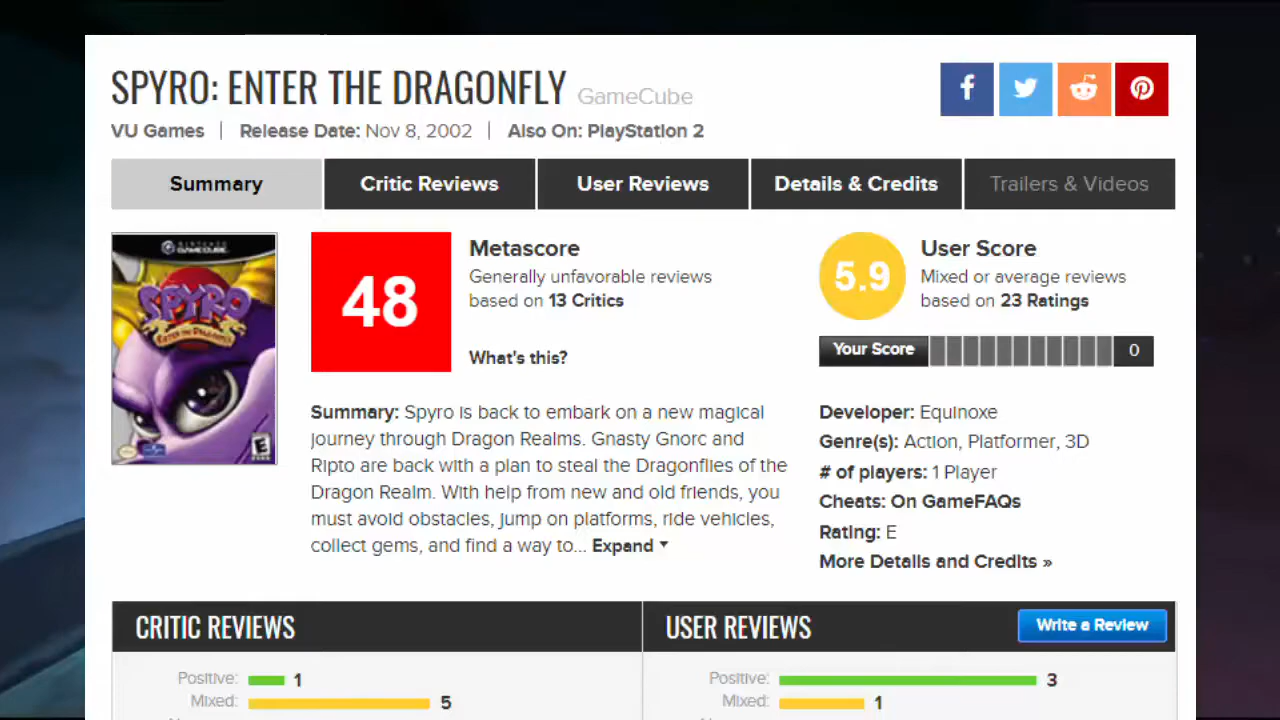 SPYRO: ENTER THE DRAGONFLY GameCube
VU Games | Release Date: Nov 8, 2002 | Also On: PlayStation 2
Summary
Critic Reviews
User Reviews
Details & Credits
Trailers & Videos
NINTENDO GAMECUBE
SPYRO
ENTER THE DRAGONFLY
E
48
Metascore
Generally unfavorable reviews
based on 13 Critics
What's this?
5.9
User Score
Mixed or average reviews
based on 23 Ratings
Your Score
0
Summary: Spyro is back to embark on a new magical
journey through Dragon Realms. Gnasty Gnorc and
Ripto are back with a plan to steal the Dragonflies of the
Dragon Realm. With help from new and old friends, you
must avoid obstacles, jump on platforms, ride vehicles,
collect gems, and find a way to... Expand
Developer: Equinoxe
Genre(s): Action, Platformer, 3D
# of players: 1 Player
Cheats: On GameFAQs
Rating: E
More Details and Credits »
CRITIC REVIEWS
Positive: 1
Mixed: 5
USER REVIEWS
Write a Review
Positive: 3
Mixed: 1